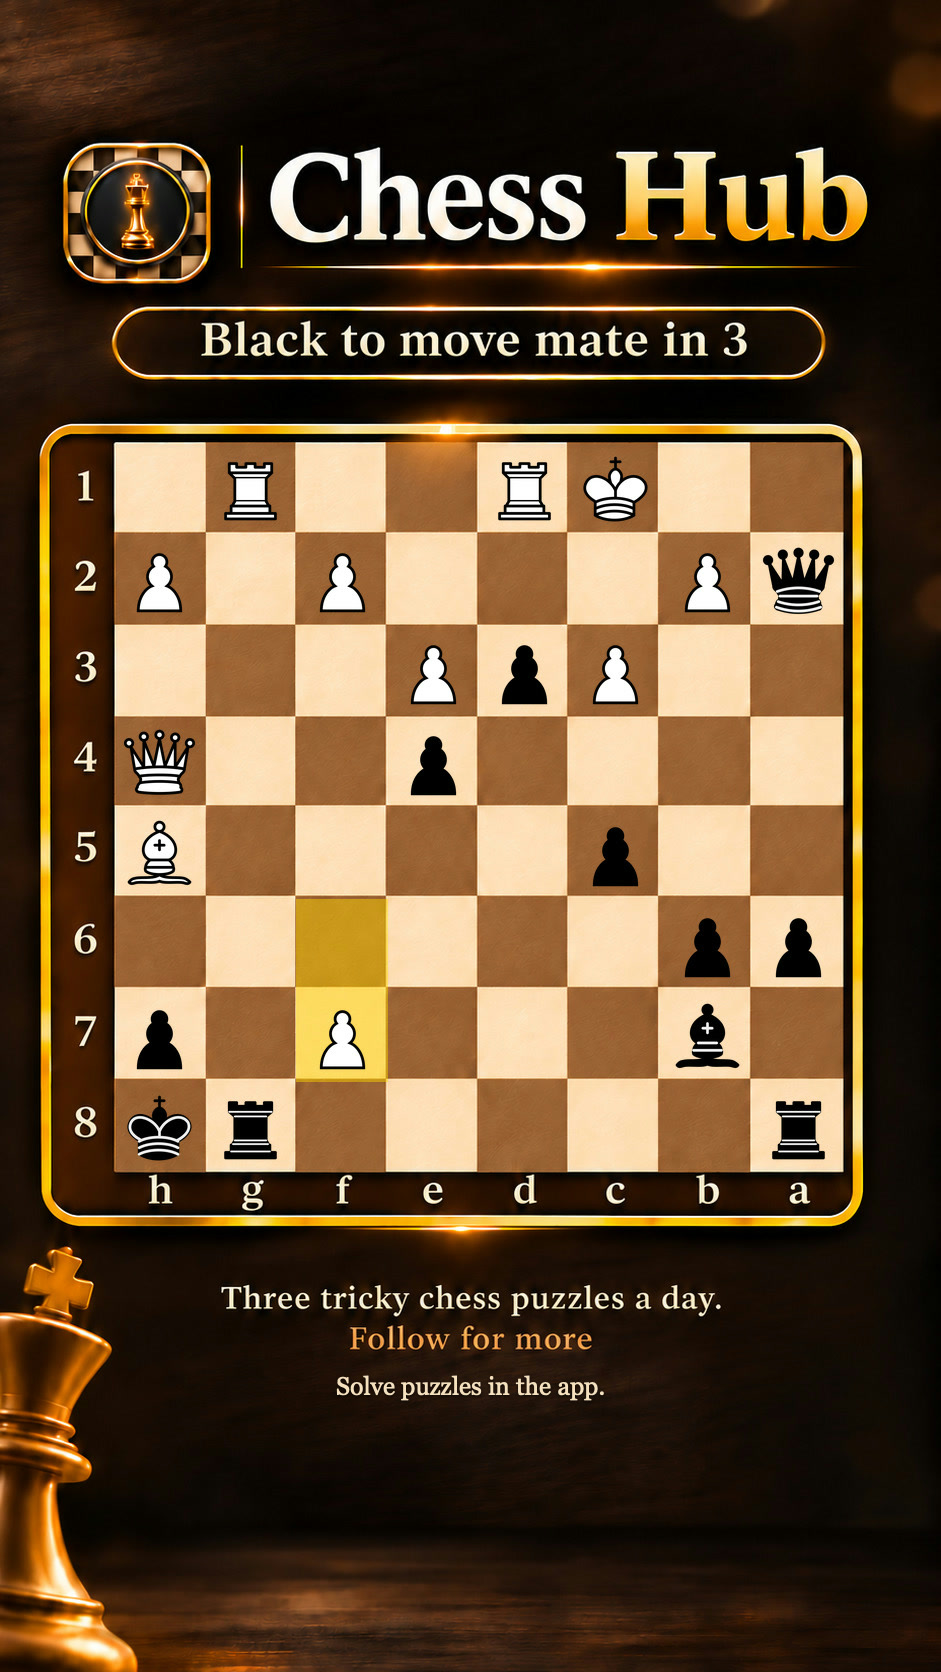 Chess Hub
Black to move mate in 3
1
2
3
4
5
6
7
8
h g f e d c b a
Three tricky chess puzzles a day.
Follow for more
Solve puzzles in the app.